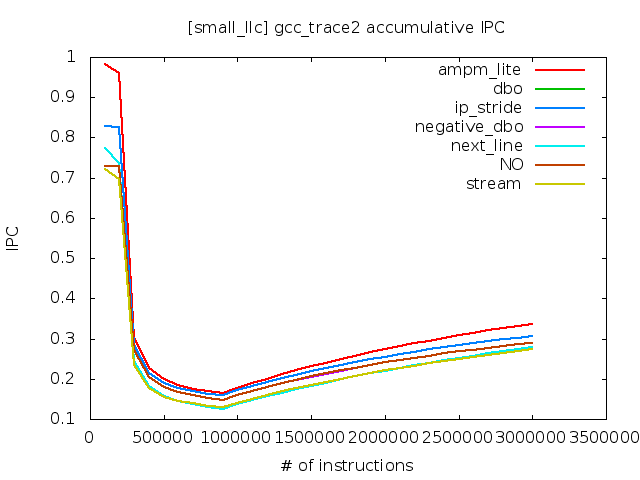 [small_llc] gcc_trace2 accumulative IPC
1
0.9
0.8
0.7
0.6
0.5
0.4
0.3
0.2
0.1
IPC
ampm_lite
dbo
ip_stride
negative_dbo
next_line
NO
stream
0 500000 1000000 1500000 2000000 2500000 3000000 3500000
# of instructions